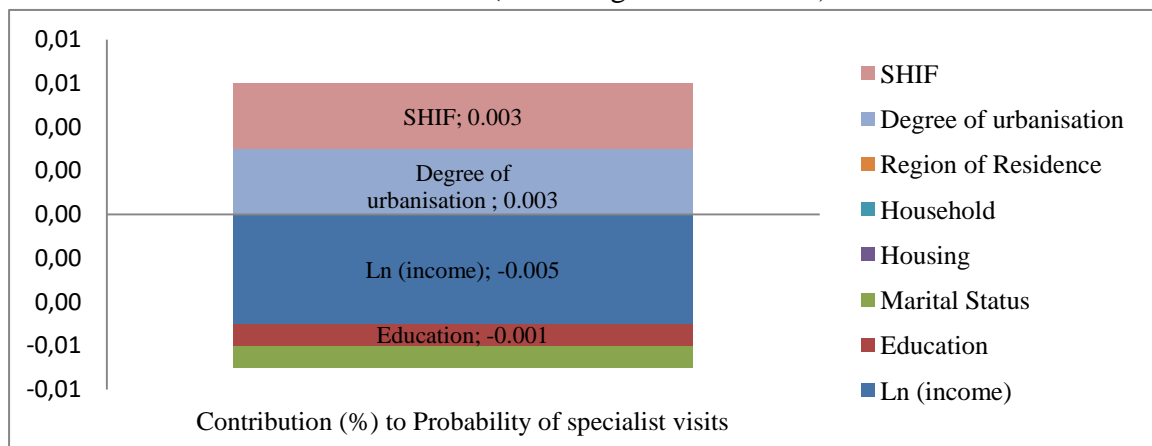 0,01
0,01
0,00
0,00
0,00
0,00
0,00
-0,01
-0,01
SHIF; 0.003
Degree of
urbanisation ; 0.003
Ln (income); -0.005
Education; -0.001
Contribution (%) to Probability of specialist visits
SHIF
Degree of urbanisation
Region of Residence
Household
Housing
Marital Status
Education
Ln (income)